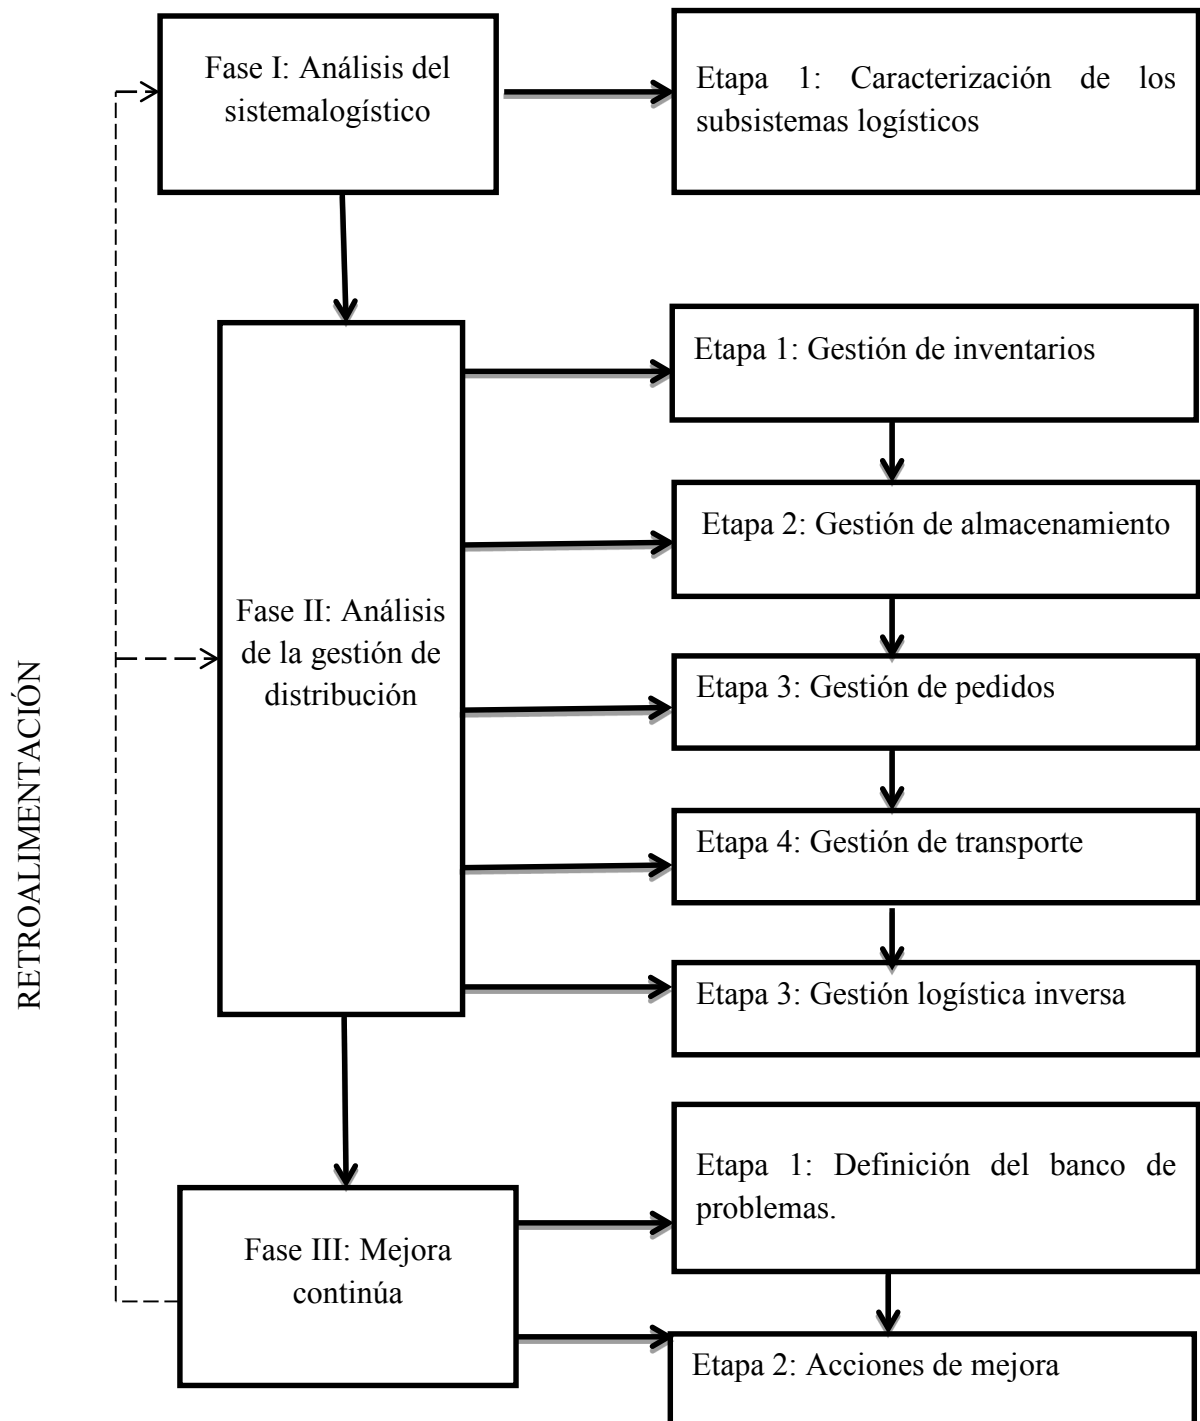 Fase I: Análisis del
sistemalogístico
Etapa 1: Caracterización de los
subsistemas logísticos
Etapa 1: Gestión de inventarios
Etapa 2: Gestión de almacenamiento
Fase II: Análisis
de la gestión de
distribución
Etapa 3: Gestión de pedidos
Etapa 4: Gestión de transporte
Etapa 3: Gestión logística inversa
RETROALIMENTACIÓN
Etapa 1: Definición del banco de
problemas.
Fase III: Mejora
continúa
Etapa 2: Acciones de mejora